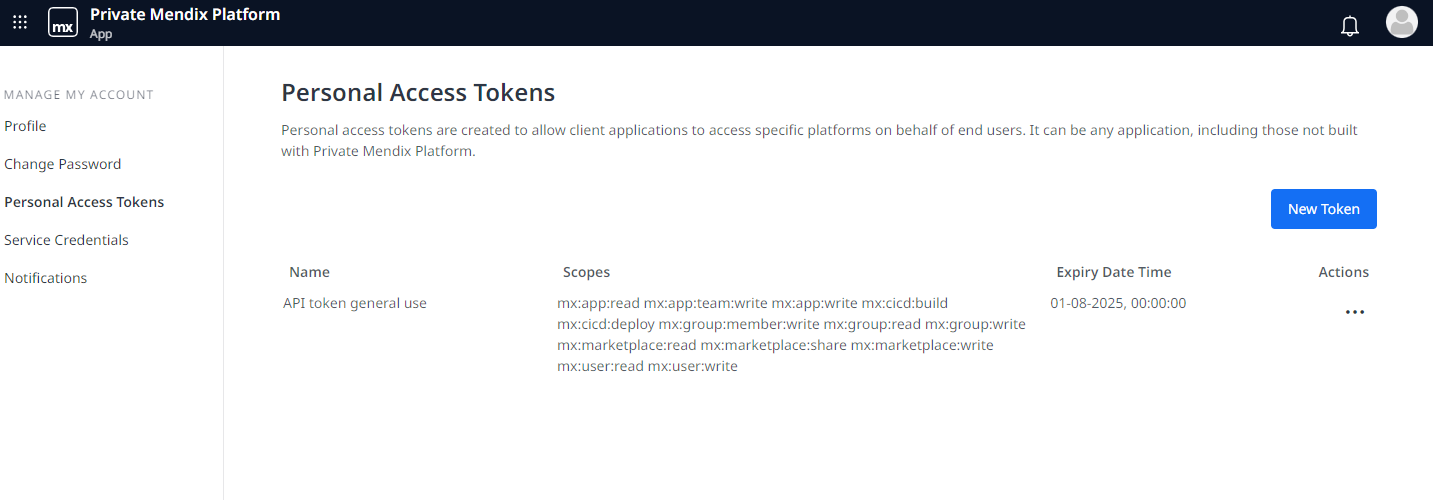 mx
Private Mendix Platform
App
MANAGE MY ACCOUNT
Profile
Change Password
Personal Access Tokens
Service Credentials
Notifications
Personal Access Tokens
Personal access tokens are created to allow client applications to access specific platforms on behalf of end users. It can be any application, including those not built
with Private Mendix Platform.
New Token
Name Scopes Expiry Date Time Actions
API token general use mx:app:read mx:app:team:write mx:app:write mx:cicd:build 01-08-2025, 00:00:00
mx:cicd:deploy mx:group:member:write mx:group:read mx:group:write
mx:marketplace:read mx:marketplace:share mx:marketplace:write
mx:user:read mx:user:write